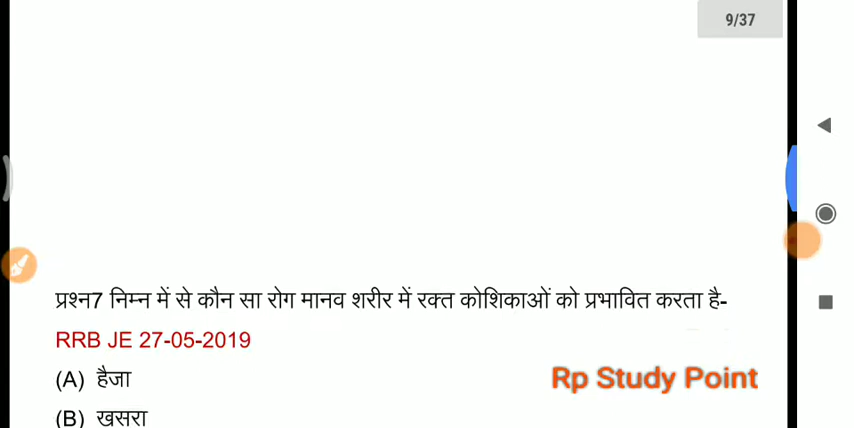 9/37
प्रश्न7 निम्न में से कौन सा रोग मानव शरीर में रक्त कोशिकाओं को प्रभावित करता है-
RRB JE 27-05-2019
(A) हैजा
Rp Study Point
(B) खसरा